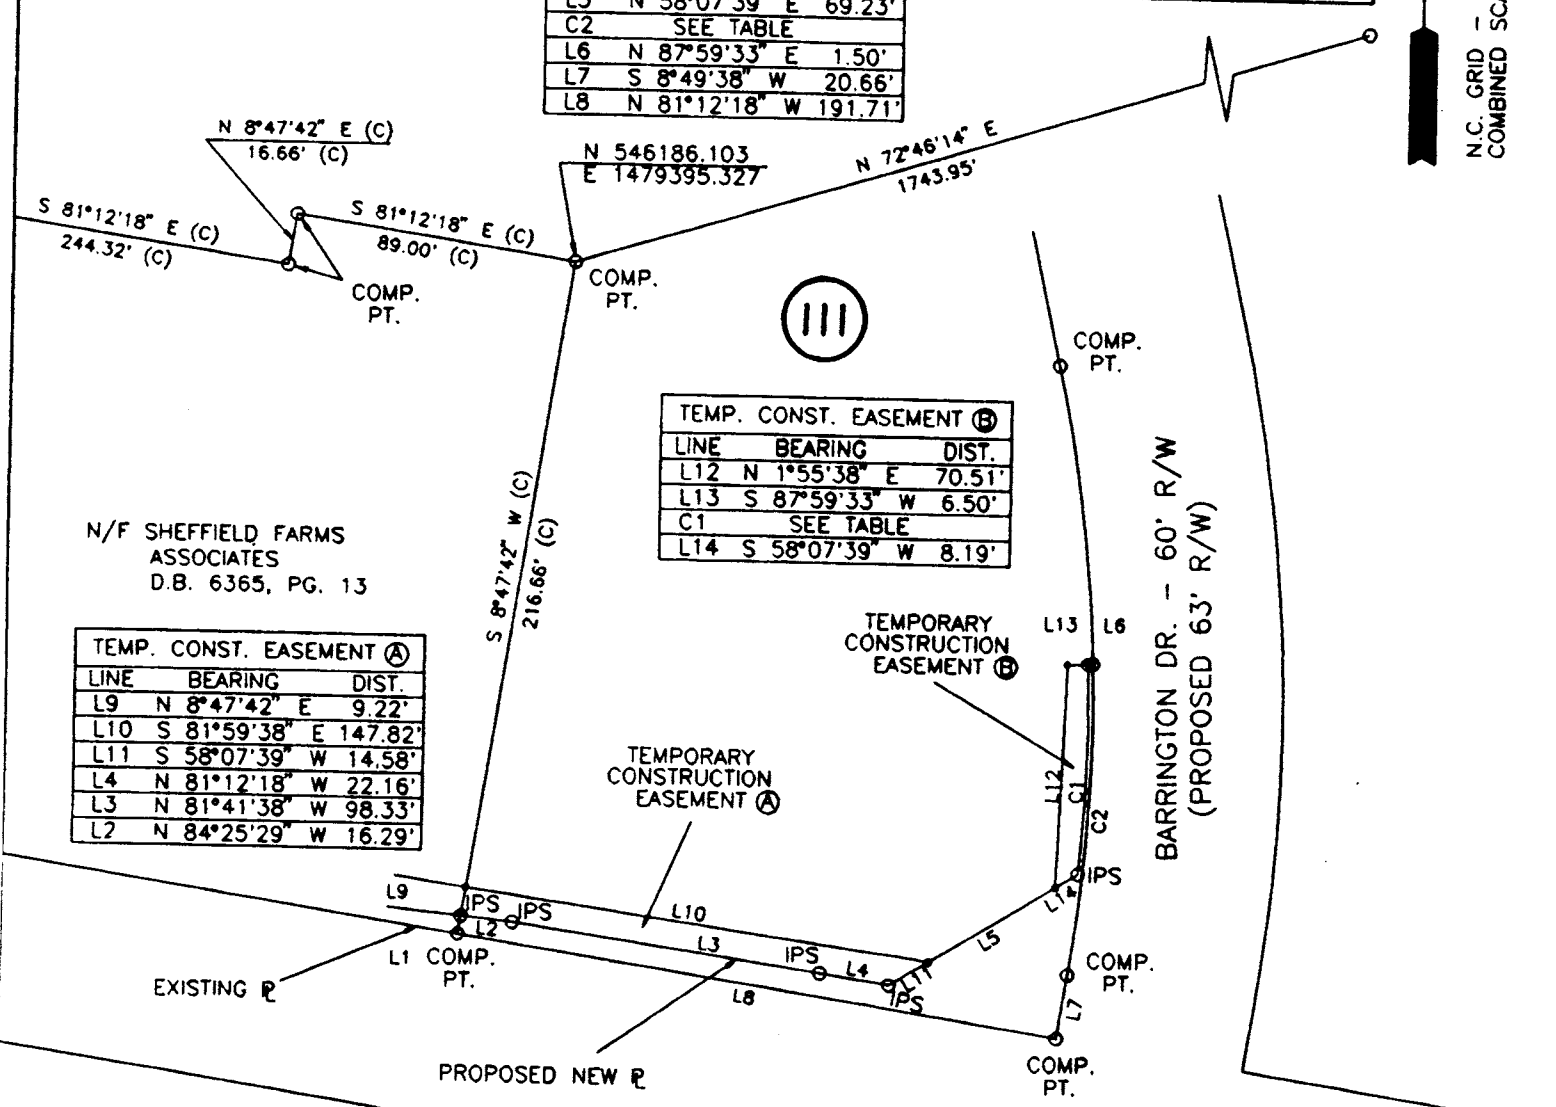 L5 N 58°07'39" E 69.23'
C2 SEE TABLE
L6 N 87°59'33" E 1.50'
L7 S 8°49'38" W 20.66'
L8 N 81°12'18" W 191.71'
N.C. GRID -
COMBINED
N 8°47'42" E (C)
16.66' (C)
N 546186.103
E 1479395.327
N 72°46'14" E
1743.95'
S 81°12'18" E (C)
244.32' (C)
S 81°12'18" E (C)
89.00' (C)
COMP.
PT.
COMP.
PT.
III
COMP.
PT.
TEMP. CONST. EASEMENT Ⓑ
LINE BEARING DIST.
L12 N 1°55'38" E 70.51'
L13 S 87°59'33" W 6.50'
C1 SEE TABLE
L14 S 58°07'39" W 8.19'
S 8°47'42" W (C)
216.66' (C)
N/F SHEFFIELD FARMS
ASSOCIATES
D.B. 6365, PG. 13
BARRINGTON DR. - 60' R/W
(PROPOSED 63' R/W)
TEMP. CONST. EASEMENT Ⓐ
LINE BEARING DIST.
L9 N 8°47'42" E 9.22'
L10 S 81°59'38" E 147.82'
L11 S 58°07'39" W 14.58'
L4 N 81°12'18" W 22.16'
L3 N 81°41'38" W 98.33'
L2 N 84°25'29" W 16.29'
TEMPORARY
CONSTRUCTION
EASEMENT Ⓑ
L13 L6
TEMPORARY
CONSTRUCTION
EASEMENT Ⓐ
L12
C1
C2
IPS
L14
L9
IPS
IPS
L2
L10
L3
IPS
L4
L11
IPS
L5
L1
COMP.
PT.
COMP.
PT.
L7
L8
EXISTING ℞
PROPOSED NEW ℞
COMP.
PT.